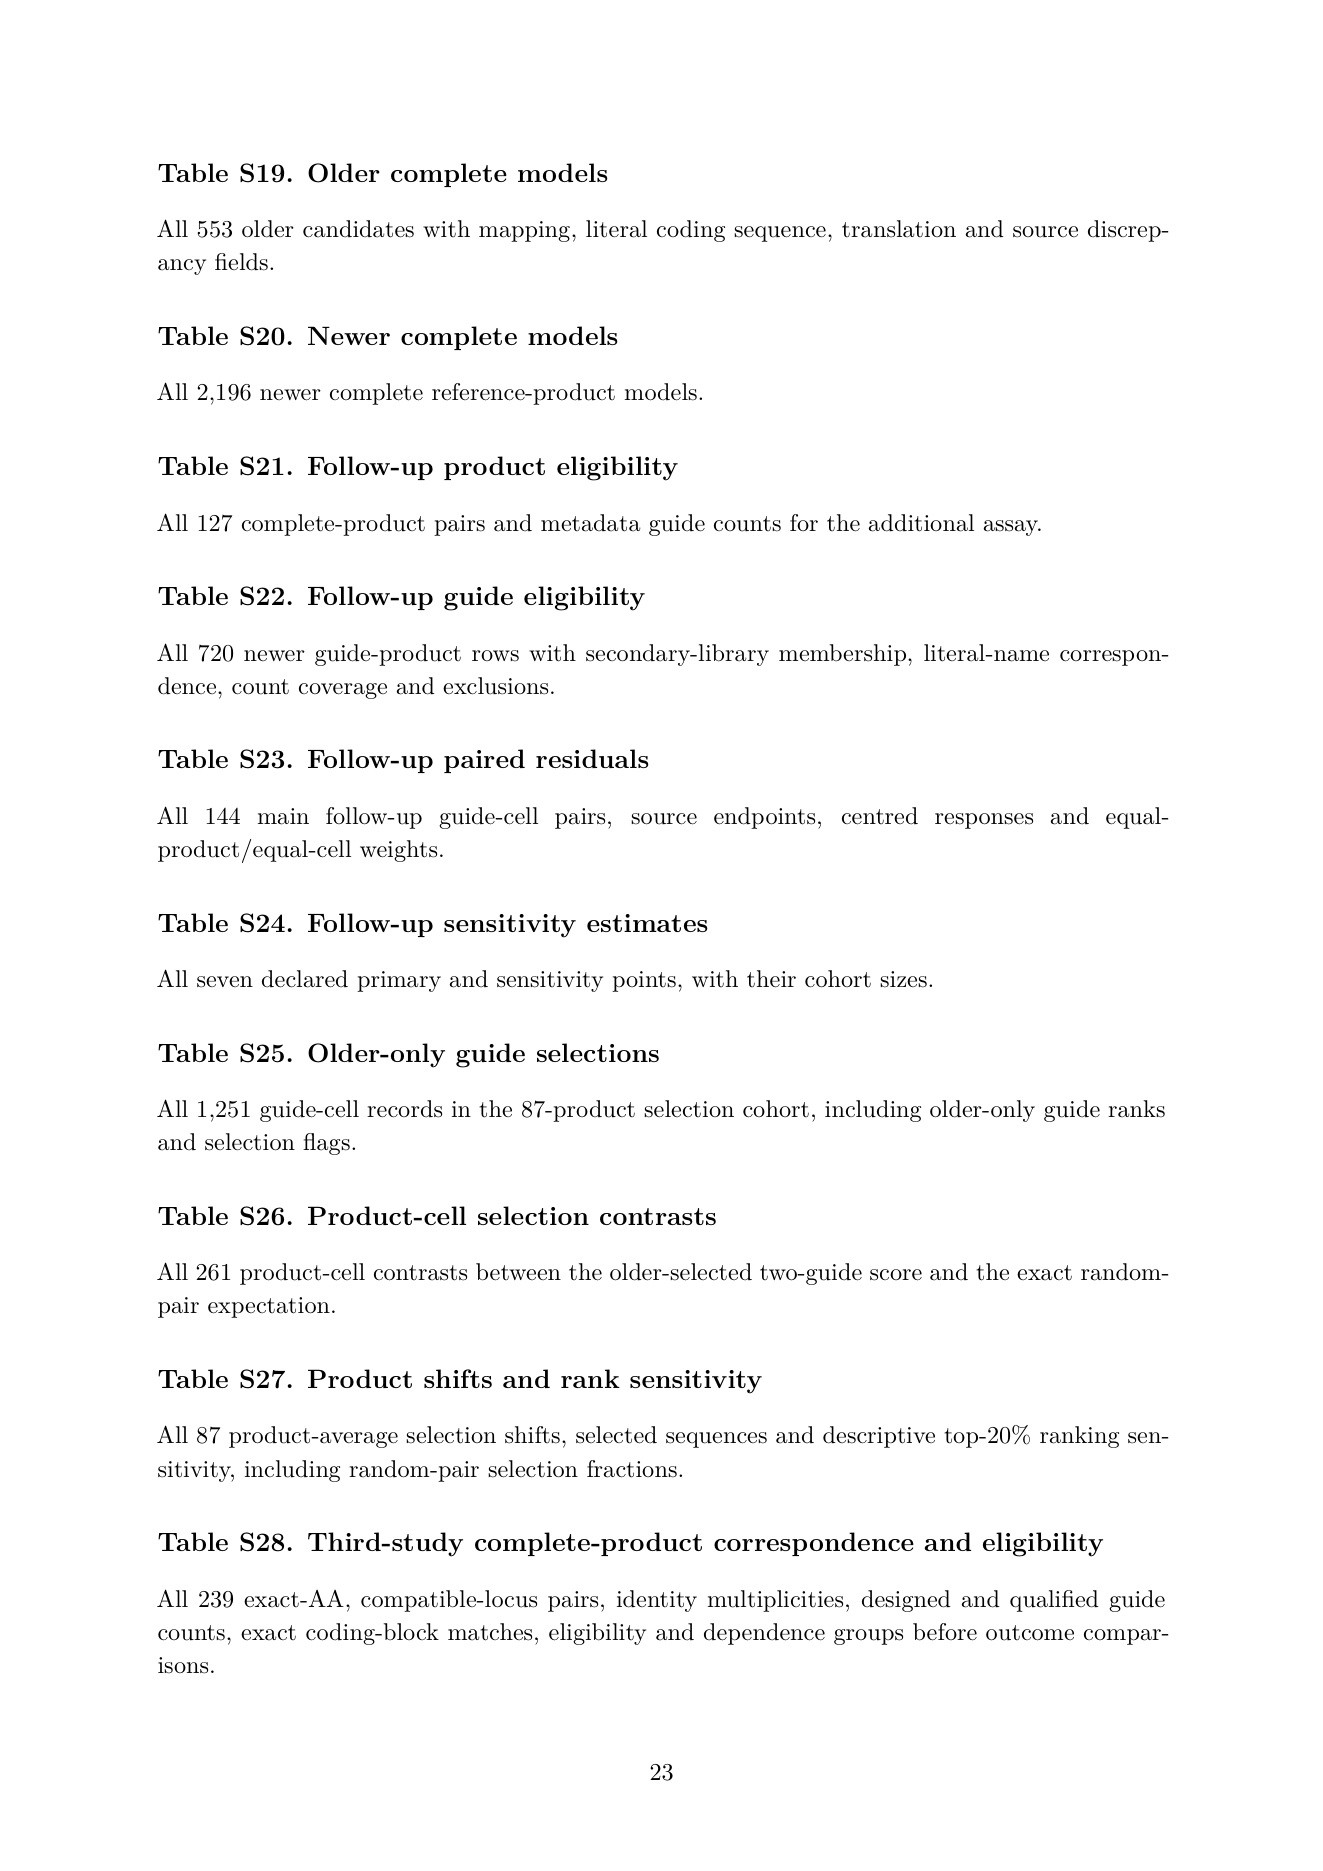 Table S19. Older complete models
All 553 older candidates with mapping, literal coding sequence, translation and source discrep-
ancy fields.
Table S20. Newer complete models
All 2,196 newer complete reference-product models.
Table S21. Follow-up product eligibility
All 127 complete-product pairs and metadata guide counts for the additional assay.
Table S22. Follow-up guide eligibility
All 720 newer guide-product rows with secondary-library membership, literal-name correspon-
dence, count coverage and exclusions.
Table S23. Follow-up paired residuals
All 144 main follow-up guide-cell pairs, source endpoints, centred responses and equal-
product/equal-cell weights.
Table S24. Follow-up sensitivity estimates
All seven declared primary and sensitivity points, with their cohort sizes.
Table S25. Older-only guide selections
All 1,251 guide-cell records in the 87-product selection cohort, including older-only guide ranks
and selection flags.
Table S26. Product-cell selection contrasts
All 261 product-cell contrasts between the older-selected two-guide score and the exact random-
pair expectation.
Table S27. Product shifts and rank sensitivity
All 87 product-average selection shifts, selected sequences and descriptive top-20% ranking sen-
sitivity, including random-pair selection fractions.
Table S28. Third-study complete-product correspondence and eligibility
All 239 exact-AA, compatible-locus pairs, identity multiplicities, designed and qualified guide
counts, exact coding-block matches, eligibility and dependence groups before outcome compar-
isons.
23